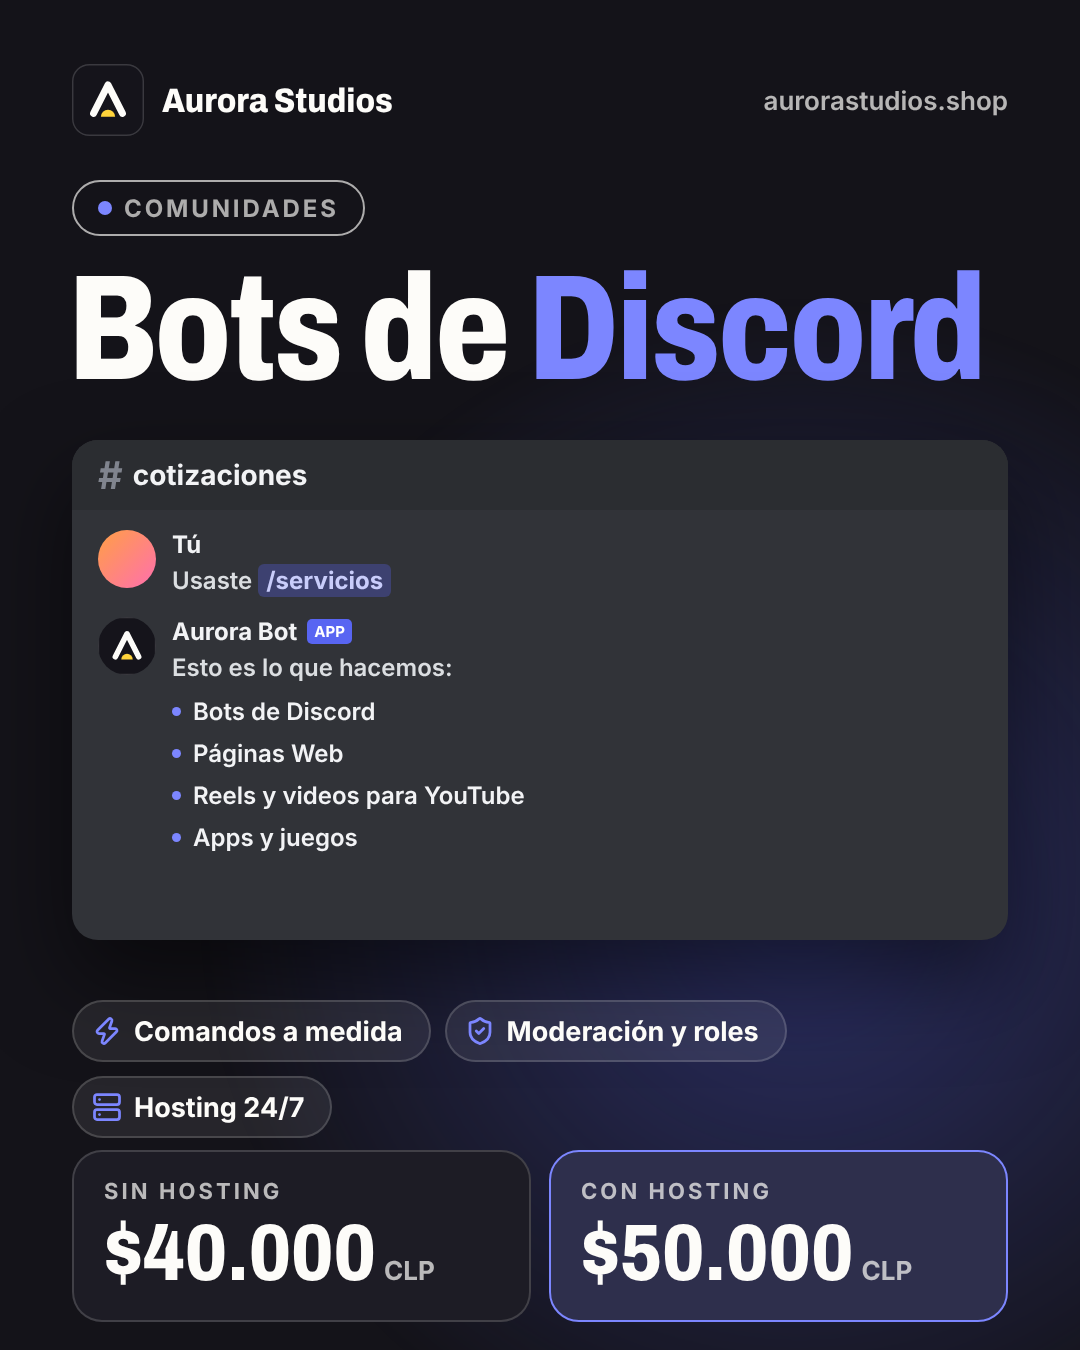 Aurora Studios
aurorastudios.shop
COMUNIDADES
Bots de Discord
# cotizaciones
Tú
Usaste /servicios
Aurora Bot APP
Esto es lo que hacemos:
Bots de Discord
Páginas Web
Reels y videos para YouTube
Apps y juegos
Comandos a medida
Moderación y roles
Hosting 24/7
SIN HOSTING
$40.000 CLP
CON HOSTING
$50.000 CLP